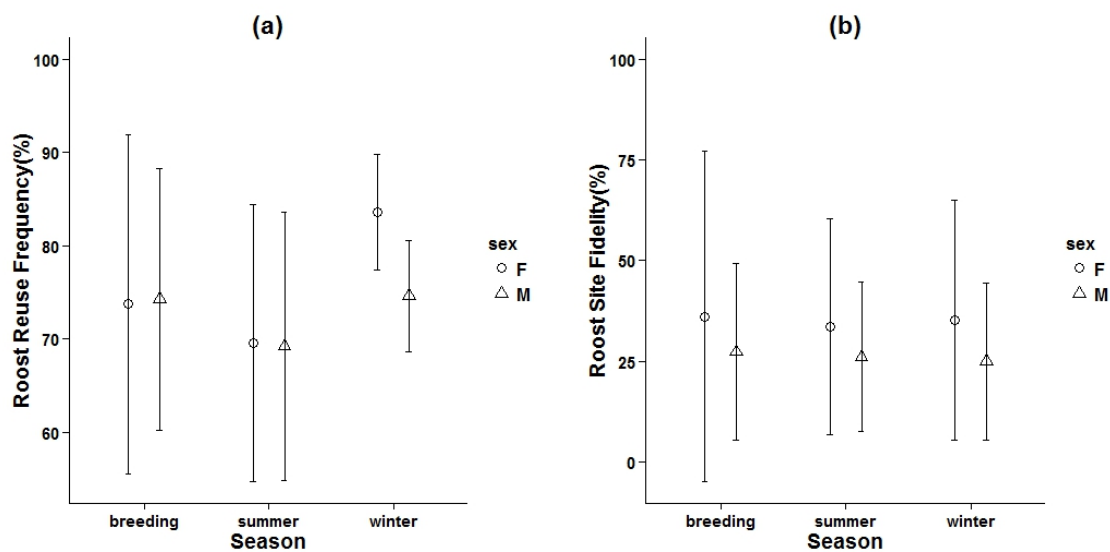 (a)
Roost Reuse Frequency(%)
100
90
80
70
60
breeding
summer
winter
Season
sex
F
M
(b)
Roost Site Fidelity(%)
100
75
50
25
0
breeding
summer
winter
Season
sex
F
M